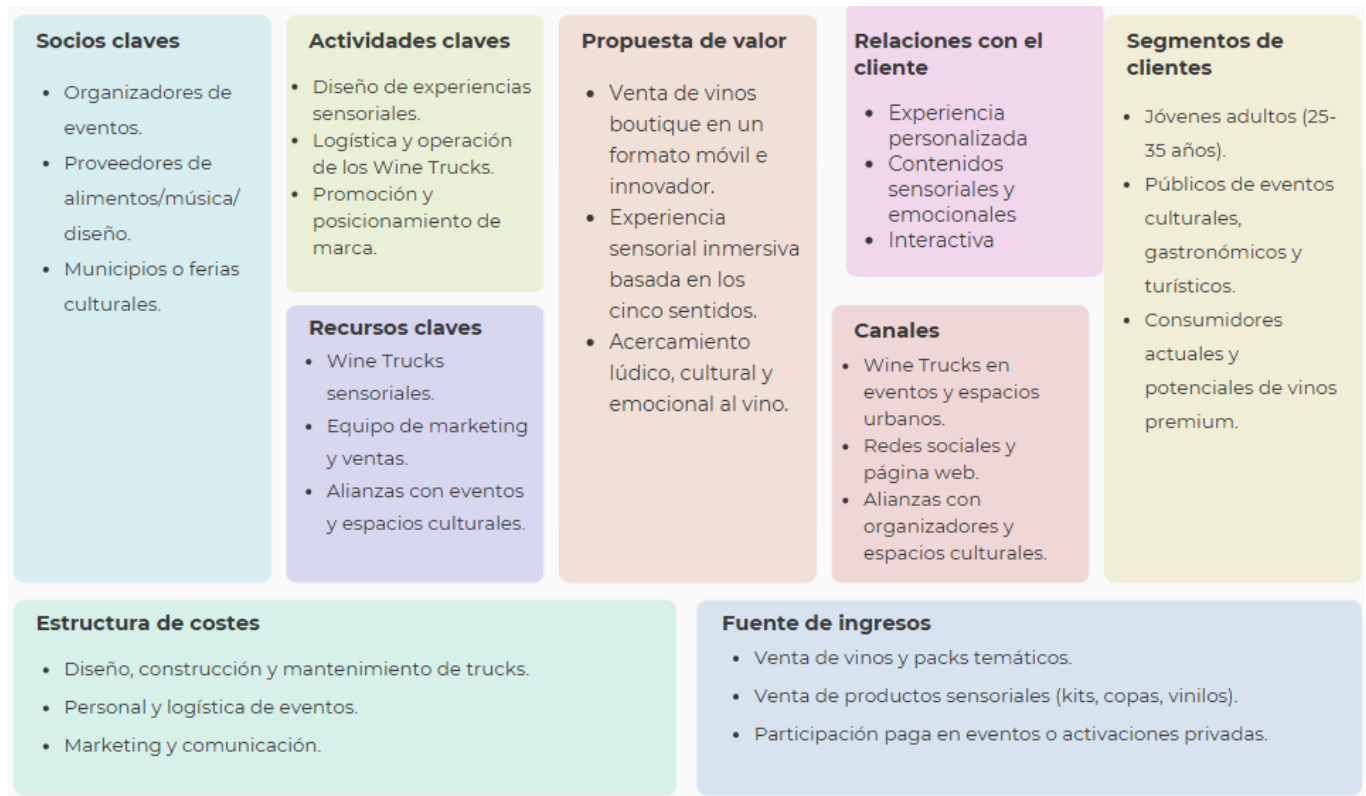 Socios claves
• Organizadores de
eventos.
• Proveedores de
alimentos/música/
diseño.
• Municipios o ferias
culturales.
Actividades claves
• Diseño de experiencias
sensoriales.
• Logística y operación
de los Wine Trucks.
• Promoción y
posicionamiento de
marca.
Recursos claves
• Wine Trucks
sensoriales.
• Equipo de marketing
y ventas.
• Alianzas con eventos
y espacios culturales.
Propuesta de valor
• Venta de vinos
boutique en un
formato móvil e
innovador.
• Experiencia
sensorial inmersiva
basada en los
cinco sentidos.
• Acercamiento
lúdico, cultural y
emocional al vino.
Relaciones con el
cliente
• Experiencia
personalizada
• Contenidos
sensoriales y
emocionales
• Interactiva
Canales
• Wine Trucks en
eventos y espacios
urbanos.
• Redes sociales y
página web.
• Alianzas con
organizadores y
espacios culturales.
Segmentos de
clientes
• Jóvenes adultos (25-
35 años).
• Públicos de eventos
culturales,
gastronómicos y
turísticos.
• Consumidores
actuales y
potenciales de vinos
premium.
Estructura de costes
• Diseño, construcción y mantenimiento de trucks.
• Personal y logística de eventos.
• Marketing y comunicación.
Fuente de ingresos
• Venta de vinos y packs temáticos.
• Venta de productos sensoriales (kits, copas, vinilos).
• Participación paga en eventos o activaciones privadas.